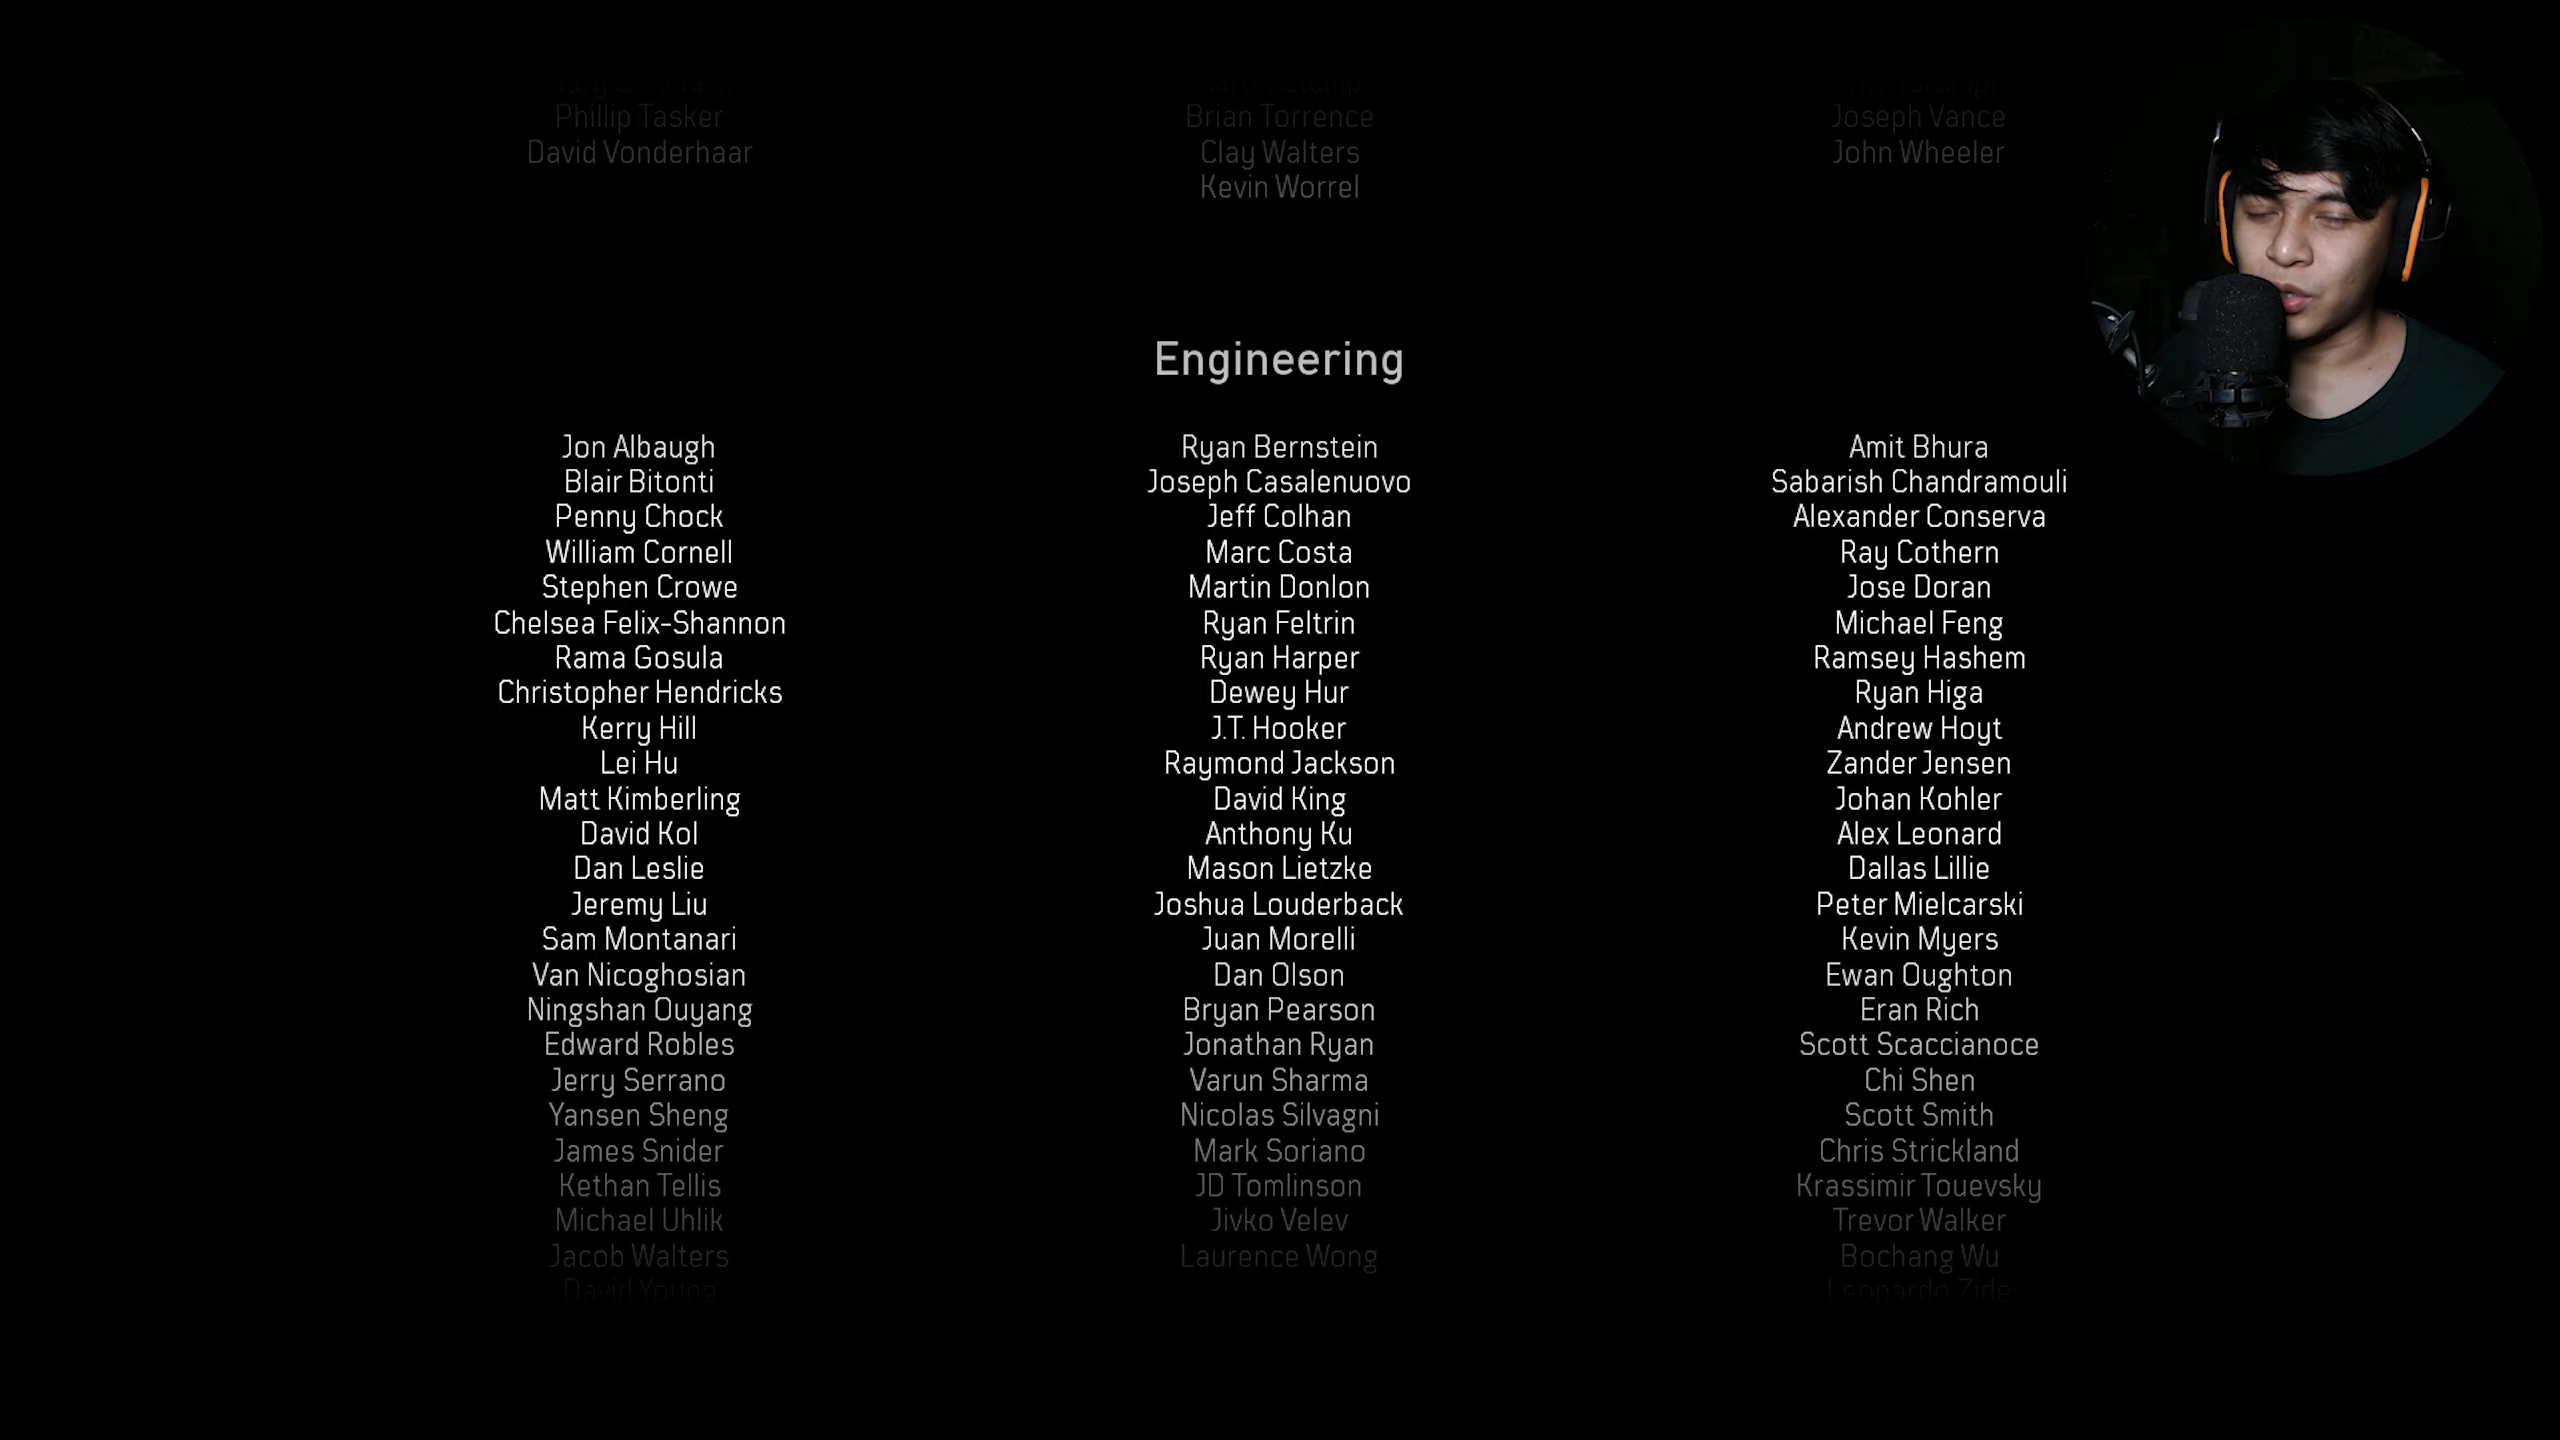 Phillip Tasker Brian Torrence Joseph Vance
David Vonderhaar Clay Walters John Wheeler
Kevin Worrel
Engineering
Jon Albaugh Ryan Bernstein Amit Bhura
Blair Bitonti Joseph Casalenuovo Sabarish Chandramouli
Penny Chock Jeff Colhan Alexander Conserva
William Cornell Marc Costa Ray Cothern
Stephen Crowe Martin Donlon Jose Doran
Chelsea Felix-Shannon Ryan Feltrin Michael Feng
Rama Gosula Ryan Harper Ramsey Hashem
Christopher Hendricks Dewey Hur Ryan Higa
Kerry Hill J.T. Hooker Andrew Hoyt
Lei Hu Raymond Jackson Zander Jensen
Matt Kimberling David King Johan Kohler
David Kol Anthony Ku Alex Leonard
Dan Leslie Mason Lietzke Dallas Lillie
Jeremy Liu Joshua Louderback Peter Mielcarski
Sam Montanari Juan Morelli Kevin Myers
Van Nicoghosian Dan Olson Ewan Oughton
Ningshan Ouyang Bryan Pearson Eran Rich
Edward Robles Jonathan Ryan Scott Scaccianoce
Jerry Serrano Varun Sharma Chi Shen
Yansen Sheng Nicolas Silvagni Scott Smith
James Snider Mark Soriano Chris Strickland
Kethan Tellis JD Tomlinson Krassimir Touevsky
Michael Uhlik Jivko Velev Trevor Walker
Jacob Walters Laurence Wong Bochang Wu
David Young Leonardo Zide